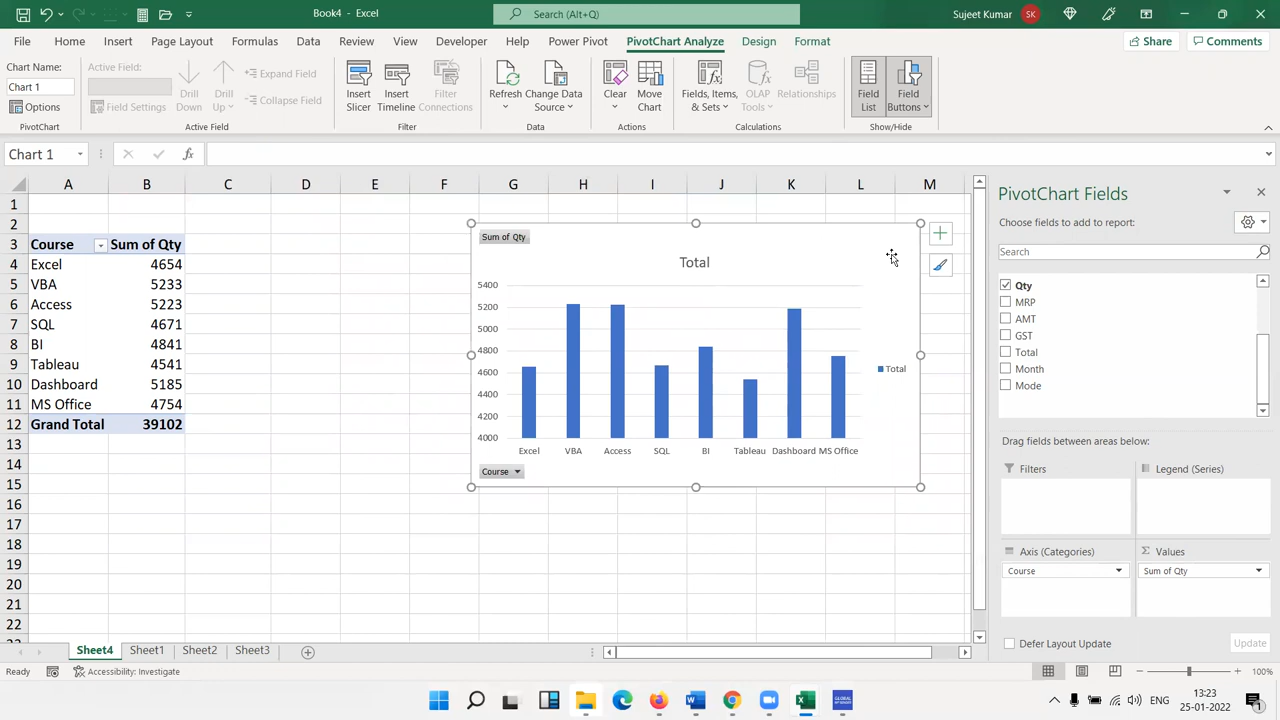 Book4 - Excel
Search (Alt+Q)
Sujeet Kumar SK
File Home Insert Page Layout Formulas Data Review View Developer Help Power Pivot PivotChart Analyze Design Format Share Comments
Chart Name:
Chart 1
Options
PivotChart
Active Field:
Field Settings
Drill Down
Drill Up
Expand Field
Collapse Field
Active Field
Insert Slicer
Insert Timeline
Filter Connections
Filter
Refresh
Change Data Source
Data
Clear
Move Chart
Actions
Fields, Items, & Sets
OLAP Tools
Relationships
Calculations
Field List
Field Buttons
Show/Hide
Chart 1
fx
A B C D E F G H I J K L M
1
2
3 Course Sum of Qty
4 Excel 4654
5 VBA 5233
6 Access 5223
7 SQL 4671
8 BI 4841
9 Tableau 4541
10 Dashboard 5185
11 MS Office 4754
12 Grand Total 39102
13
14
15
16
17
18
19
20
21
22
Sum of Qty
Total
5400
5200
5000
4800
4600
4400
4200
4000
Excel VBA Access SQL BI Tableau Dashboard MS Office
Total
Course
PivotChart Fields
Choose fields to add to report:
Search
Qty
MRP
AMT
GST
Total
Month
Mode
Drag fields between areas below:
Filters
Legend (Series)
Axis (Categories)
Course
Values
Sum of Qty
Defer Layout Update
Update
Sheet4 Sheet1 Sheet2 Sheet3
Ready
Accessibility: Investigate
100%
ENG
13:23
25-01-2022